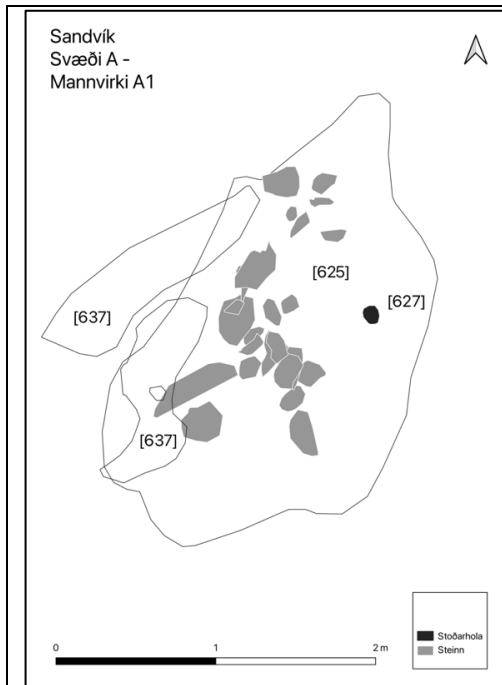 Sandvík
Svæði A -
Mannvirki A1
[625]
[627]
[637]
[637]
Stoðarhola
Steinn
0 1 2 m